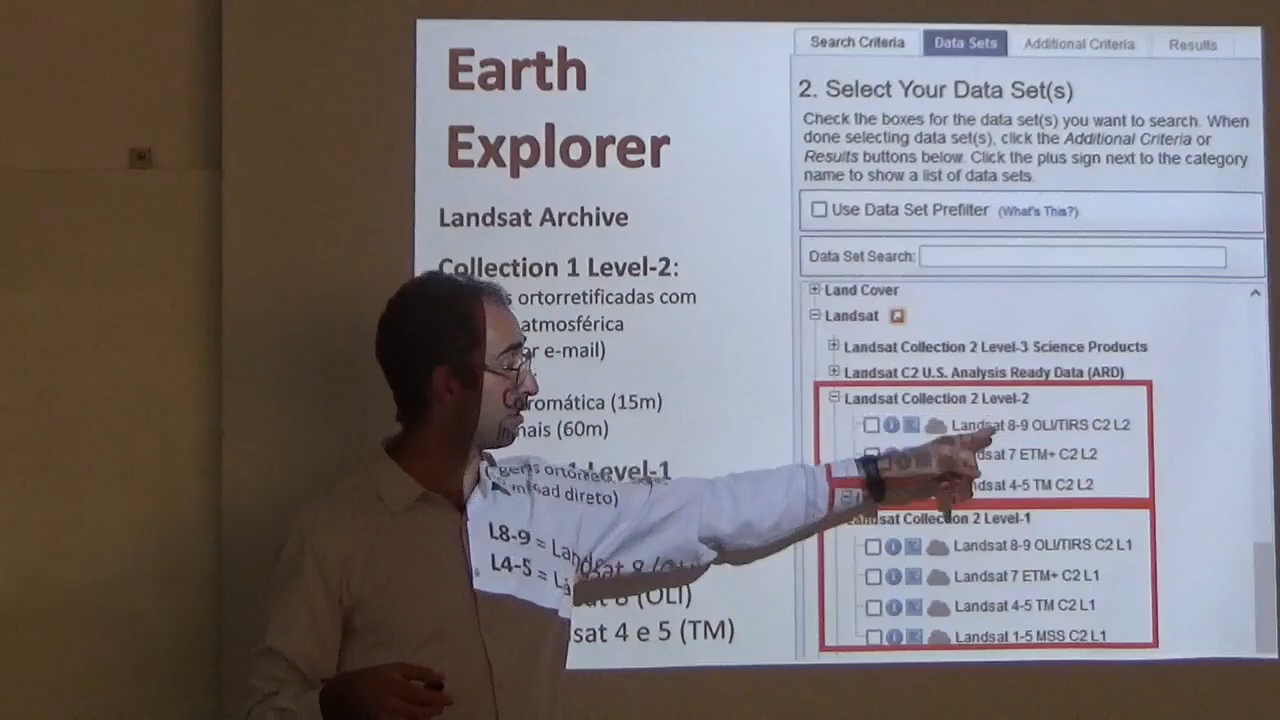 Earth
Explorer
Landsat Archive
Collection 1 Level-2:
ortorretificadas com
atmosférica
e-mail)
(15m)
(60m)
Level-1
direto)
L8-9 = Landsat 8 (OLI)
L4-5 =
sat 4 e 5 (TM)
Search Criteria
Data Sets
Additional Criteria
Results
2. Select Your Data Set(s)
Check the boxes for the data set(s) you want to search. When
done selecting data set(s), click the Additional Criteria or
Results buttons below. Click the plus sign next to the category
name to show a list of data sets.
Use Data Set Prefilter (What's This?)
Data Set Search:
Land Cover
Landsat
Landsat Collection 2 Level-3 Science Products
Landsat C2 U.S. Analysis Ready Data (ARD)
Landsat Collection 2 Level-2
Landsat 8-9 OLI/TIRS C2 L2
dsat 7 ETM+ C2 L2
dsat 4-5 TM C2 L2
Landsat Collection 2 Level-1
Landsat 8-9 OLI/TIRS C2 L1
Landsat 7 ETM+ C2 L1
Landsat 4-5 TM C2 L1
Landsat 1-5 MSS C2 L1